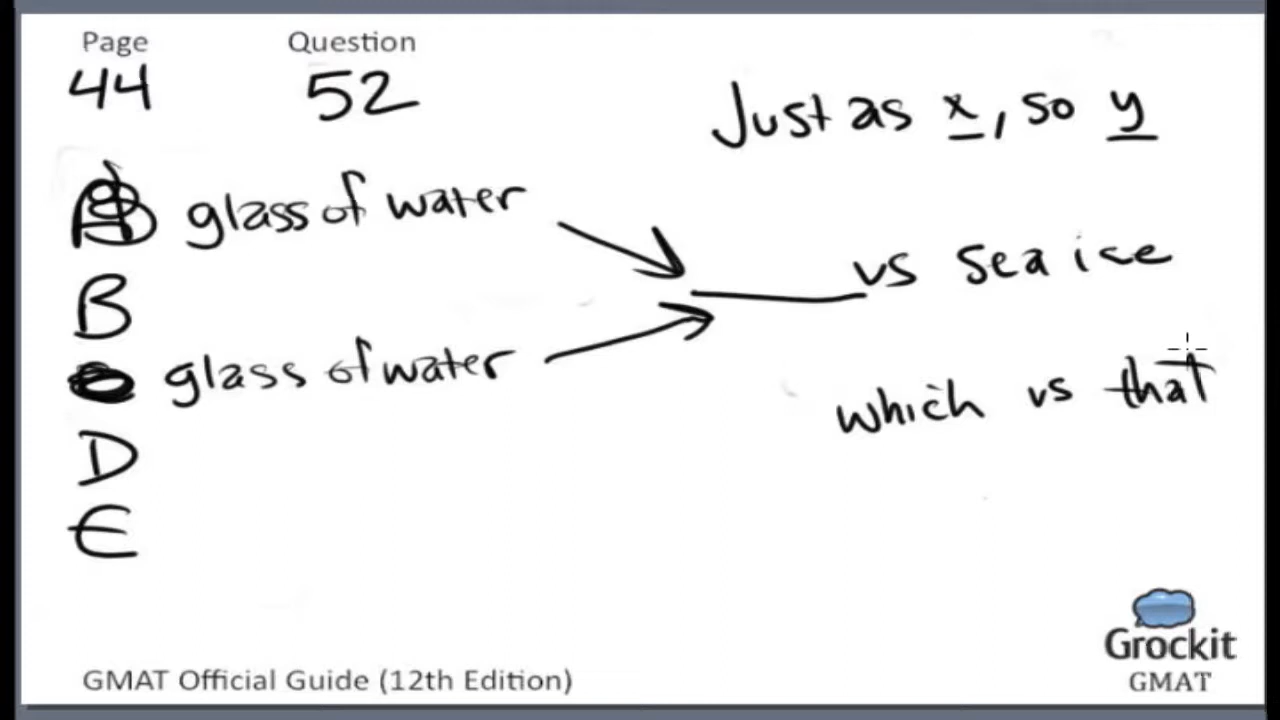 Page Question
44 52
Just as x, so y
A glass of water
vs sea ice
B
glass of water
which vs that
D
E
Grockit
GMAT
GMAT Official Guide (12th Edition)